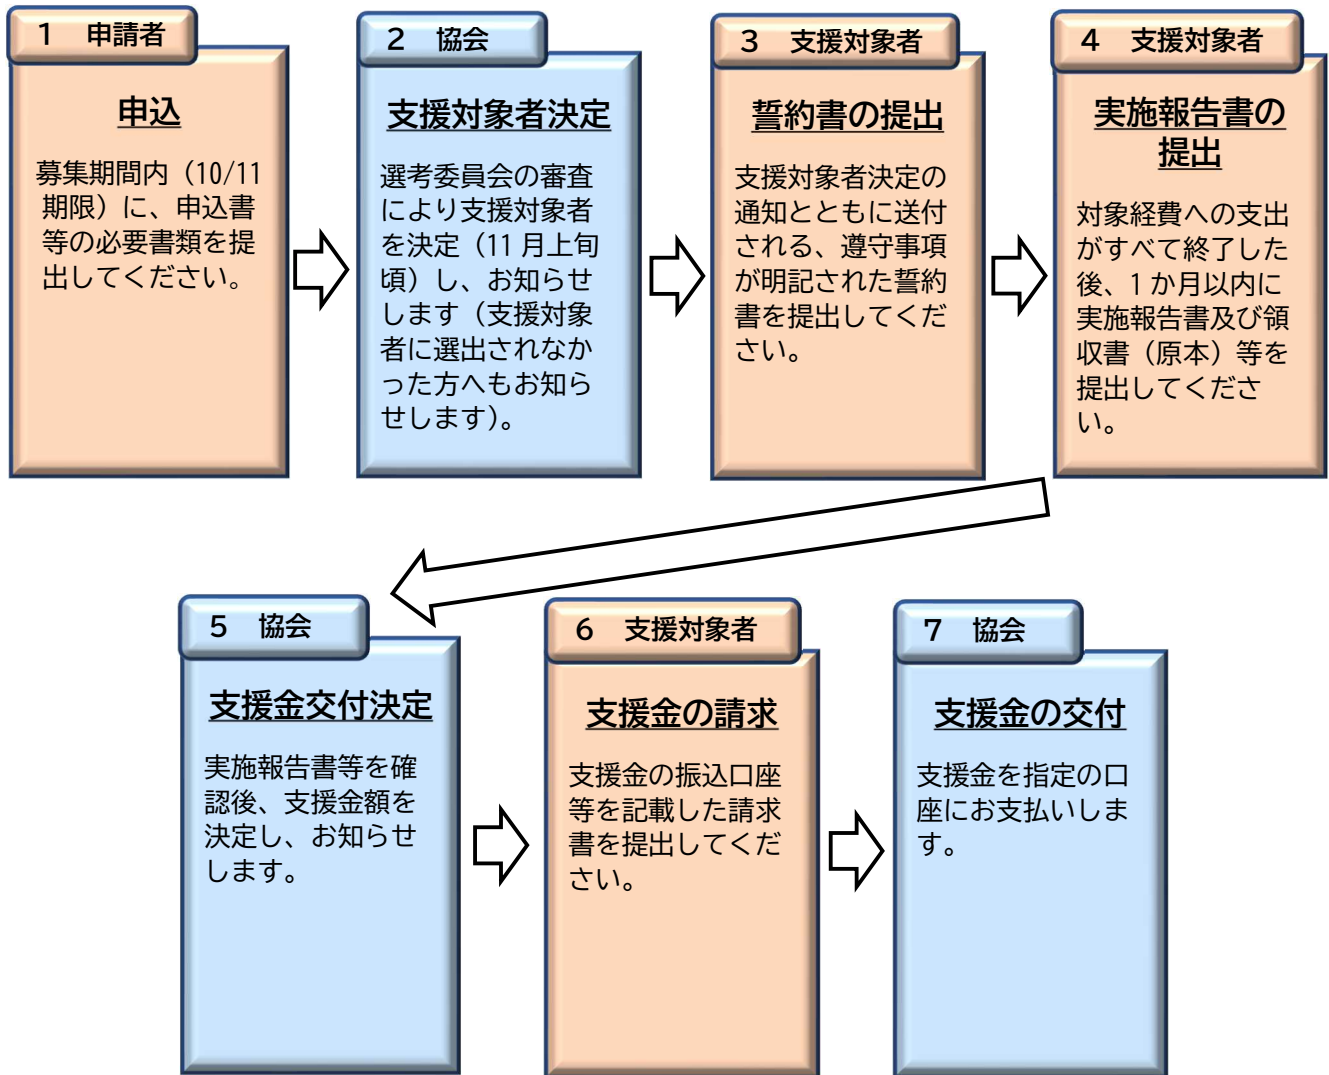 1 申請者
申込
募集期間内（10/11
期限）に、申込書
等の必要書類を提
出してください。
2 協会
支援対象者決定
選考委員会の審査
により支援対象者
を決定（11月上旬
頃）し、お知らせ
します（支援対象
者に選出されなか
った方へもお知ら
せします）。
3 支援対象者
誓約書の提出
支援対象者決定の
通知とともに送付
される、遵守事項
が明記された誓約
書を提出してくだ
さい。
4 支援対象者
実施報告書の
提出
対象経費への支出
がすべて終了した
後、1か月以内に
実施報告書及び領
収書（原本）等を
提出してくださ
い。
5 協会
支援金交付決定
実施報告書等を確
認後、支援金額を
決定し、お知らせ
します。
6 支援対象者
支援金の請求
支援金の振込口座
等を記載した請求
書を提出してくだ
さい。
7 協会
支援金の交付
支援金を指定の口
座にお支払いしま
す。